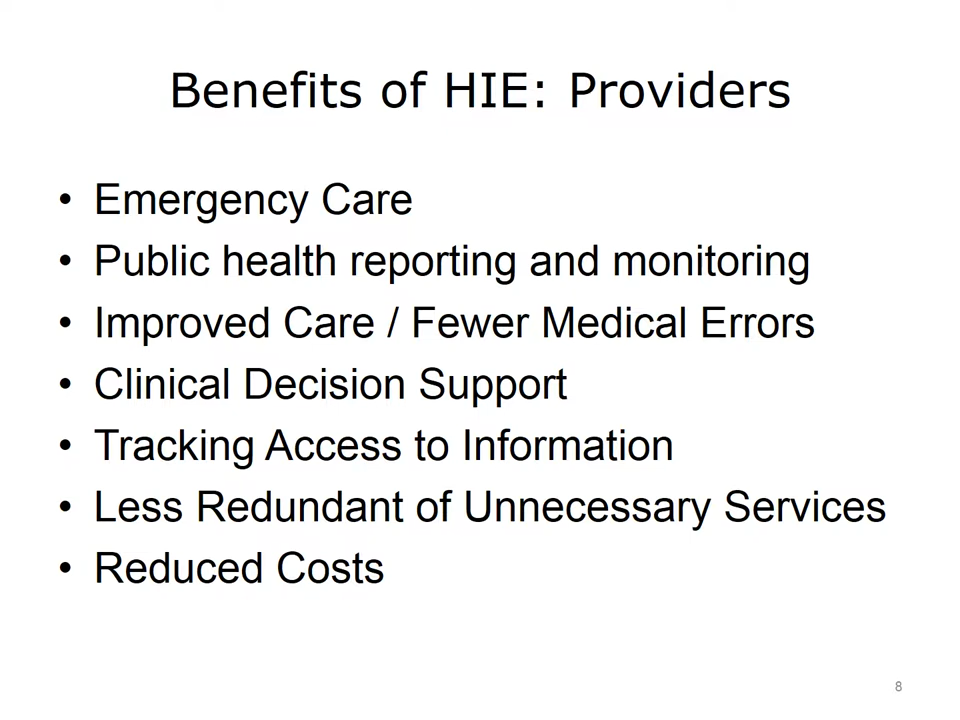 Benefits of HIE: Providers
• Emergency Care
• Public health reporting and monitoring
• Improved Care / Fewer Medical Errors
• Clinical Decision Support
• Tracking Access to Information
• Less Redundant of Unnecessary Services
• Reduced Costs
8